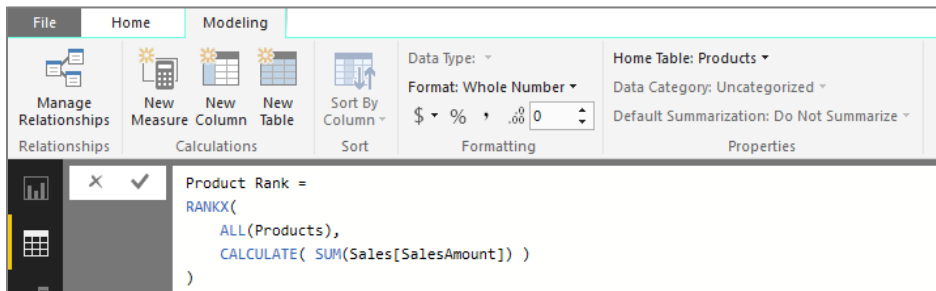 File Home Modeling
Data Type:
Home Table: Products
Format: Whole Number
Data Category: Uncategorized
Manage Relationships
New Measure
New Column
New Table
Sort By Column
$ % , .00 0
Default Summarization: Do Not Summarize
Relationships Calculations Sort Formatting Properties
Product Rank =
RANKX(
ALL(Products),
CALCULATE( SUM(Sales[SalesAmount]) )
)